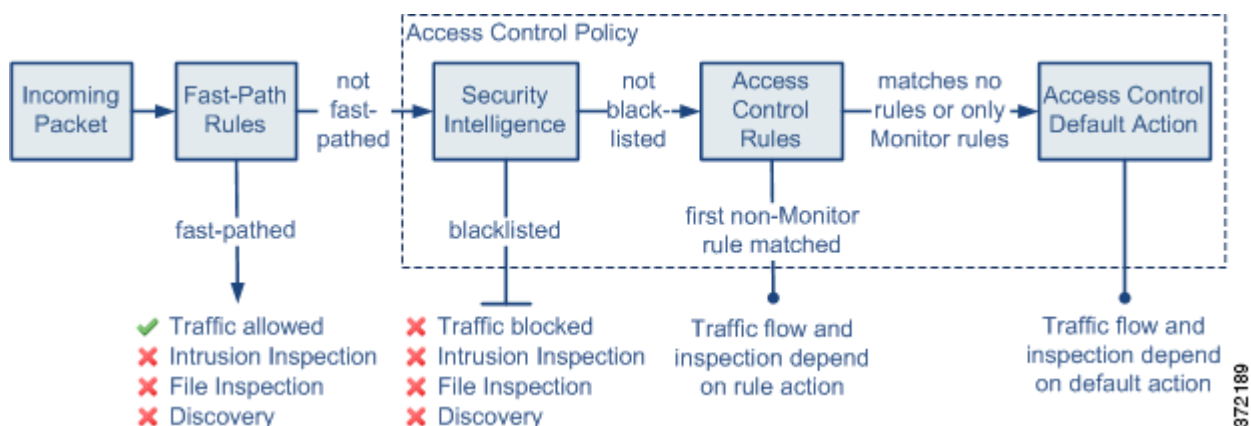 Access Control Policy
Incoming
Packet
Fast-Path
Rules
not
fast-
pathed
Security
Intelligence
not
black-
listed
Access
Control
Rules
matches no
rules or only
Monitor rules
Access Control
Default Action
fast-pathed
blacklisted
first non-Monitor
rule matched
Traffic allowed
Intrusion Inspection
File Inspection
Discovery
Traffic blocked
Intrusion Inspection
File Inspection
Discovery
Traffic flow and
inspection depend
on rule action
Traffic flow and
inspection depend
on default action
372189